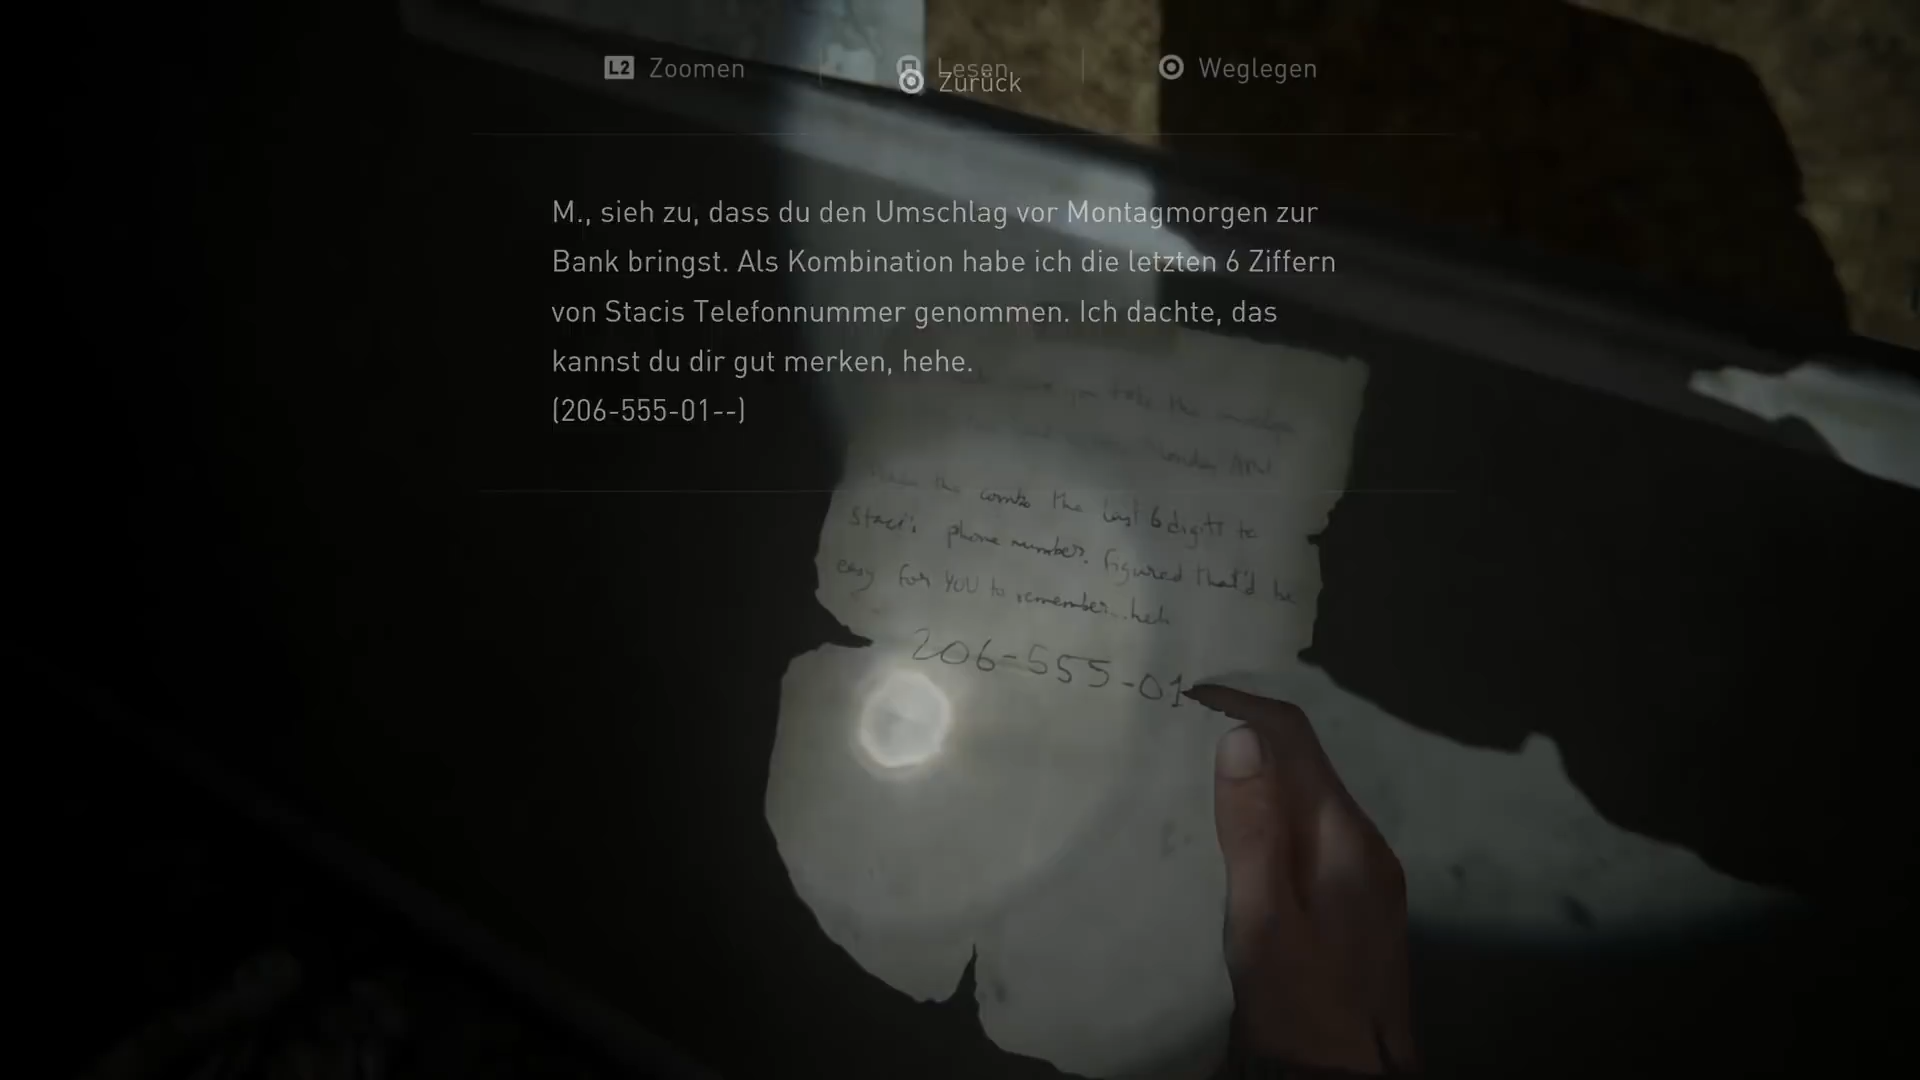 L2 Zoomen
Lesen
Zurück
Weglegen
M., sieh zu, dass du den Umschlag vor Montagmorgen zur
Bank bringst. Als Kombination habe ich die letzten 6 Ziffern
von Stacis Telefonnummer genommen. Ich dachte, das
kannst du dir gut merken, hehe.
(206-555-01--)
you take the
the combo the last 6 digits to
Staci's phone number. figured that'd be
easy for YOU to remember...heh
206-555-01